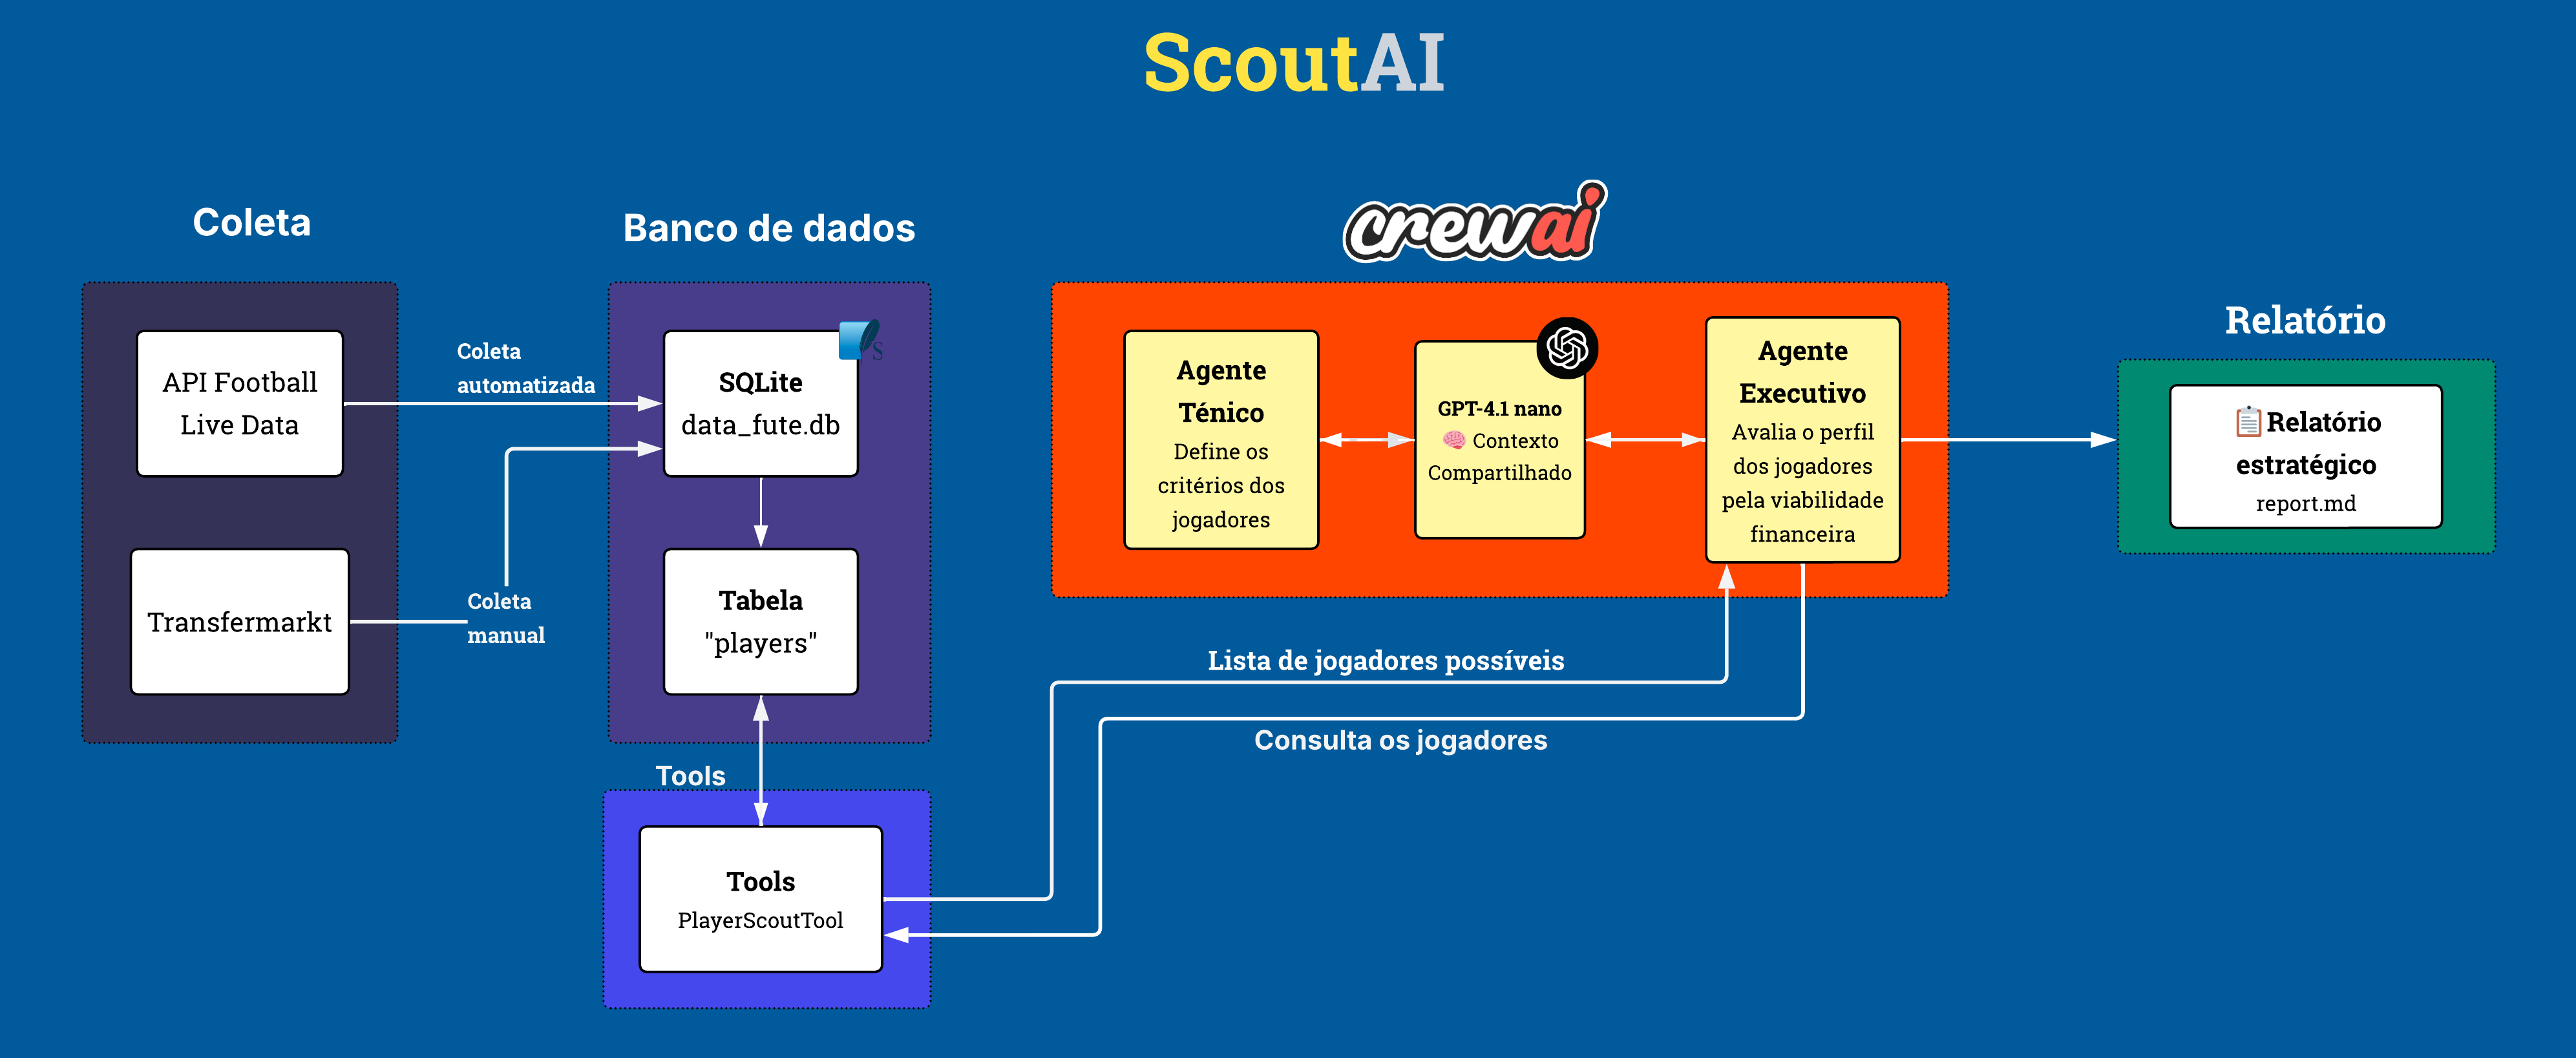 ScoutAI
Coleta
API Football
Live Data
Transfermarkt
Coleta
automatizada
Coleta
manual
Banco de dados
SQLite
data_fute.db
S
Tabela
"players"
Tools
Tools
PlayerScoutTool
crewai
Agente
Ténico
Define os
critérios dos
jogadores
GPT-4.1 nano
🧠 Contexto
Compartilhado
Agente
Executivo
Avalia o perfil
dos jogadores
pela viabilidade
financeira
Lista de jogadores possíveis
Consulta os jogadores
Relatório
📋Relatório
estratégico
report.md